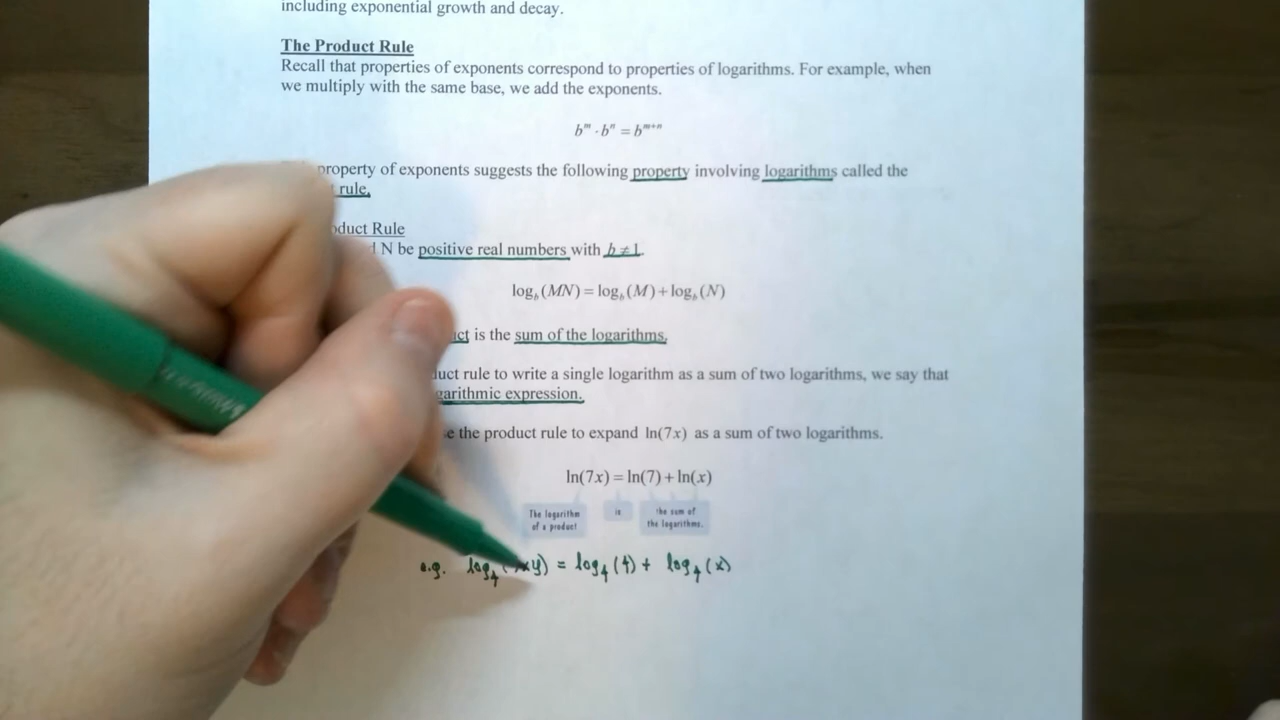 including exponential growth and decay.
The Product Rule
Recall that properties of exponents correspond to properties of logarithms. For example, when
we multiply with the same base, we add the exponents.
b^m · b^n = b^(m+n)
property of exponents suggests the following property involving logarithms called the
rule.
duct Rule
N be positive real numbers with b ≠ 1.
log_b(MN) = log_b(M) + log_b(N)
uct is the sum of the logarithms.
duct rule to write a single logarithm as a sum of two logarithms, we say that
garithmic expression.
e the product rule to expand ln(7x) as a sum of two logarithms.
ln(7x) = ln(7) + ln(x)
The logarithm of a product is the sum of the logarithms.
e.g. log_4( xy) = log_4(4) + log_4(x)